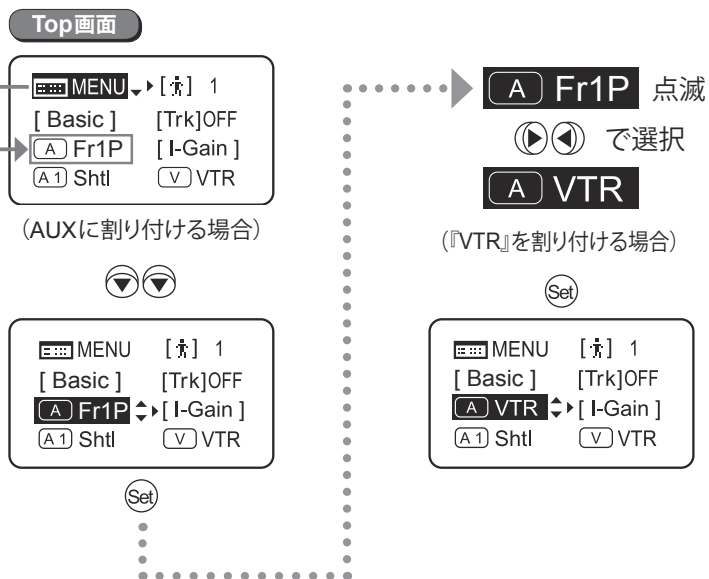 Top画面
MENU [ ] 1
[ Basic ] [Trk]OFF
A Fr1P [ I-Gain ]
A 1 Shtl V VTR
(AUXに割り付ける場合)
MENU [ ] 1
[ Basic ] [Trk]OFF
A Fr1P [ I-Gain ]
A 1 Shtl V VTR
Set
A Fr1P 点滅
で選択
A VTR
(『VTR』を割り付ける場合)
Set
MENU [ ] 1
[ Basic ] [Trk]OFF
A VTR [ I-Gain ]
A 1 Shtl V VTR